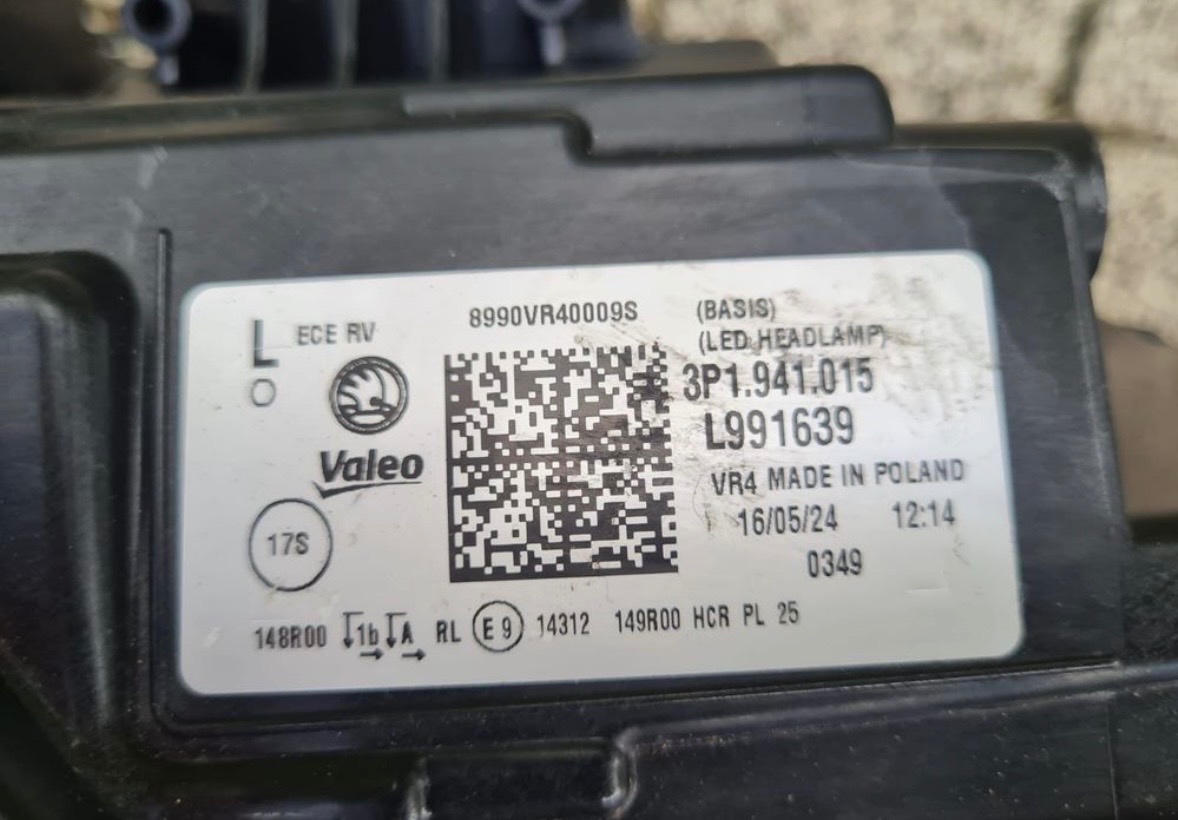 L
ECE RV
8990VR40009S
(BASIS)
(LED HEADLAMP)
O
3P1.941.015
L991639
Valeo
VR4 MADE IN POLAND
17S
16/05/24 12:14
0349
148R00 1b A RL E9 14312 149R00 HCR PL 25